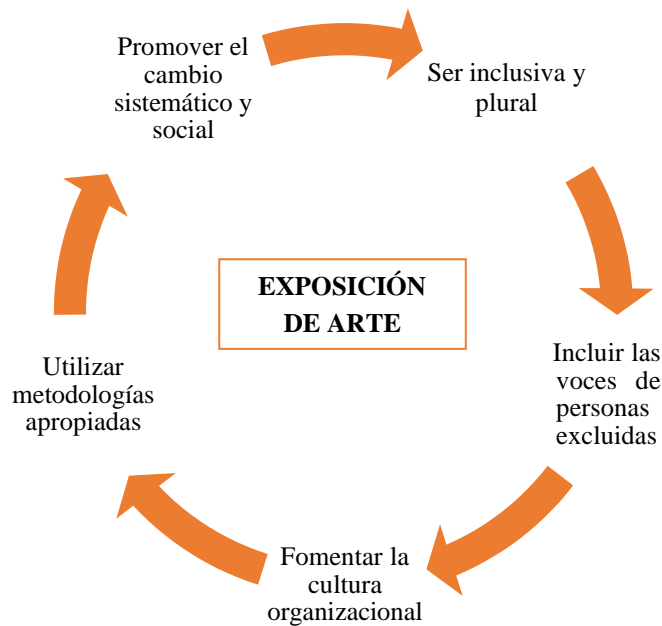 Promover el
cambio
sistemático y
social
Ser inclusiva y
plural
Incluir las
voces de
personas
excluidas
Fomentar la
cultura
organizacional
Utilizar
metodologías
apropiadas
EXPOSICIÓN
DE ARTE